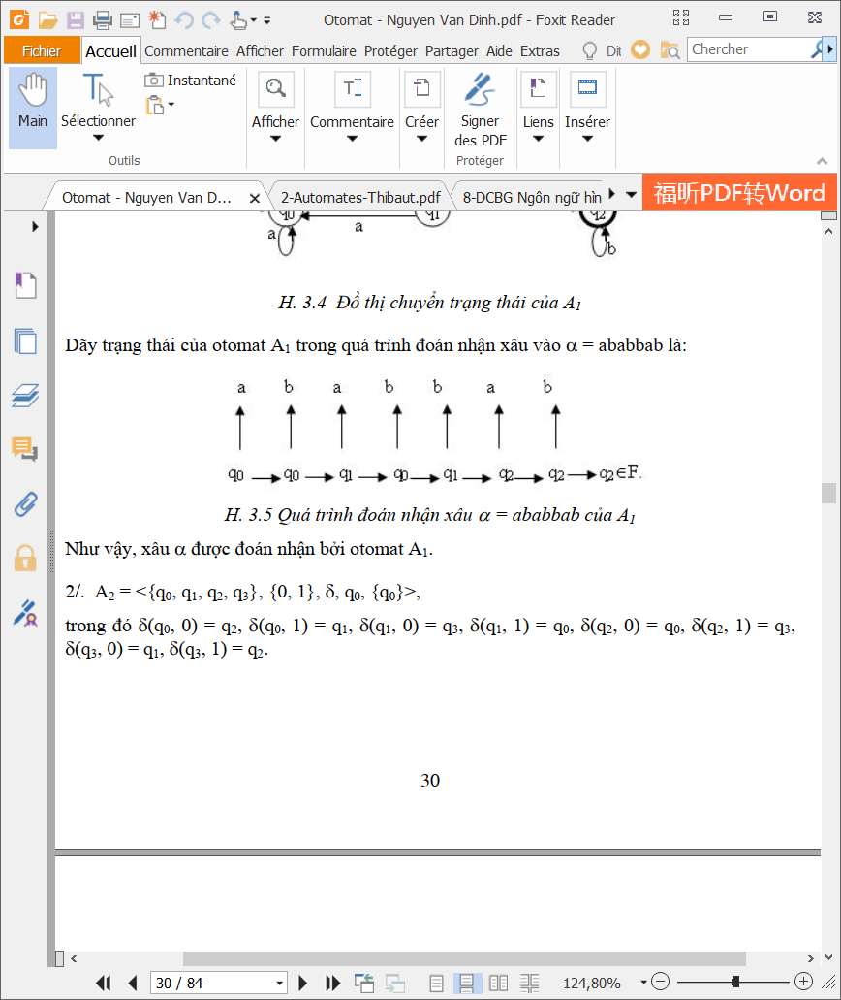 Otomat - Nguyen Van Dinh.pdf - Foxit Reader
Fichier Accueil Commentaire Afficher Formulaire Protéger Partager Aide Extras Dit Chercher
Main
Sélectionner
Instantané
Outils
Afficher
Commentaire
Créer
Signer
des PDF
Protéger
Liens
Insérer
Otomat - Nguyen Van D... 2-Automates-Thibaut.pdf 8-DCBG Ngôn ngữ hìn 福昕PDF转Word
q0 a q1 q2
a b
H. 3.4 Đồ thị chuyển trạng thái của A1
Dãy trạng thái của otomat A1 trong quá trình đoán nhận xâu vào α = ababbab là:
a b a b b a b
q0 q0 q1 q0 q1 q2 q2 q2∈F.
H. 3.5 Quá trình đoán nhận xâu α = ababbab của A1
Như vậy, xâu α được đoán nhận bởi otomat A1.
2/. A2 = <{q0, q1, q2, q3}, {0, 1}, δ, q0, {q0}>,
trong đó δ(q0, 0) = q2, δ(q0, 1) = q1, δ(q1, 0) = q3, δ(q1, 1) = q0, δ(q2, 0) = q0, δ(q2, 1) = q3,
δ(q3, 0) = q1, δ(q3, 1) = q2.
30
30 / 84 124,80%